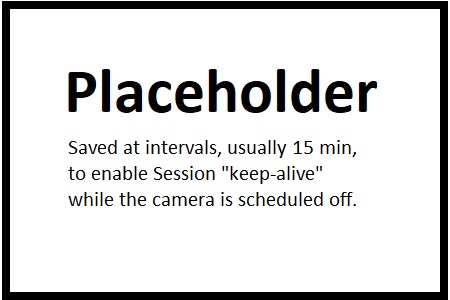 Placeholder
Saved at intervals, usually 15 min,
to enable Session "keep-alive"
while the camera is scheduled off.